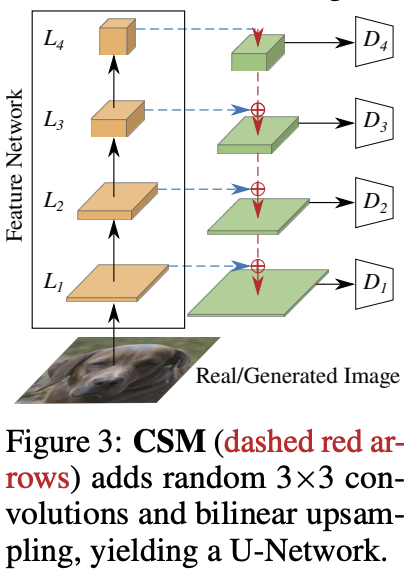 Feature Network
L4
D4
L3
D3
L2
D2
L1
D1
Real/Generated Image
Figure 3: CSM (dashed red ar-
rows) adds random 3×3 con-
volutions and bilinear upsam-
pling, yielding a U-Network.